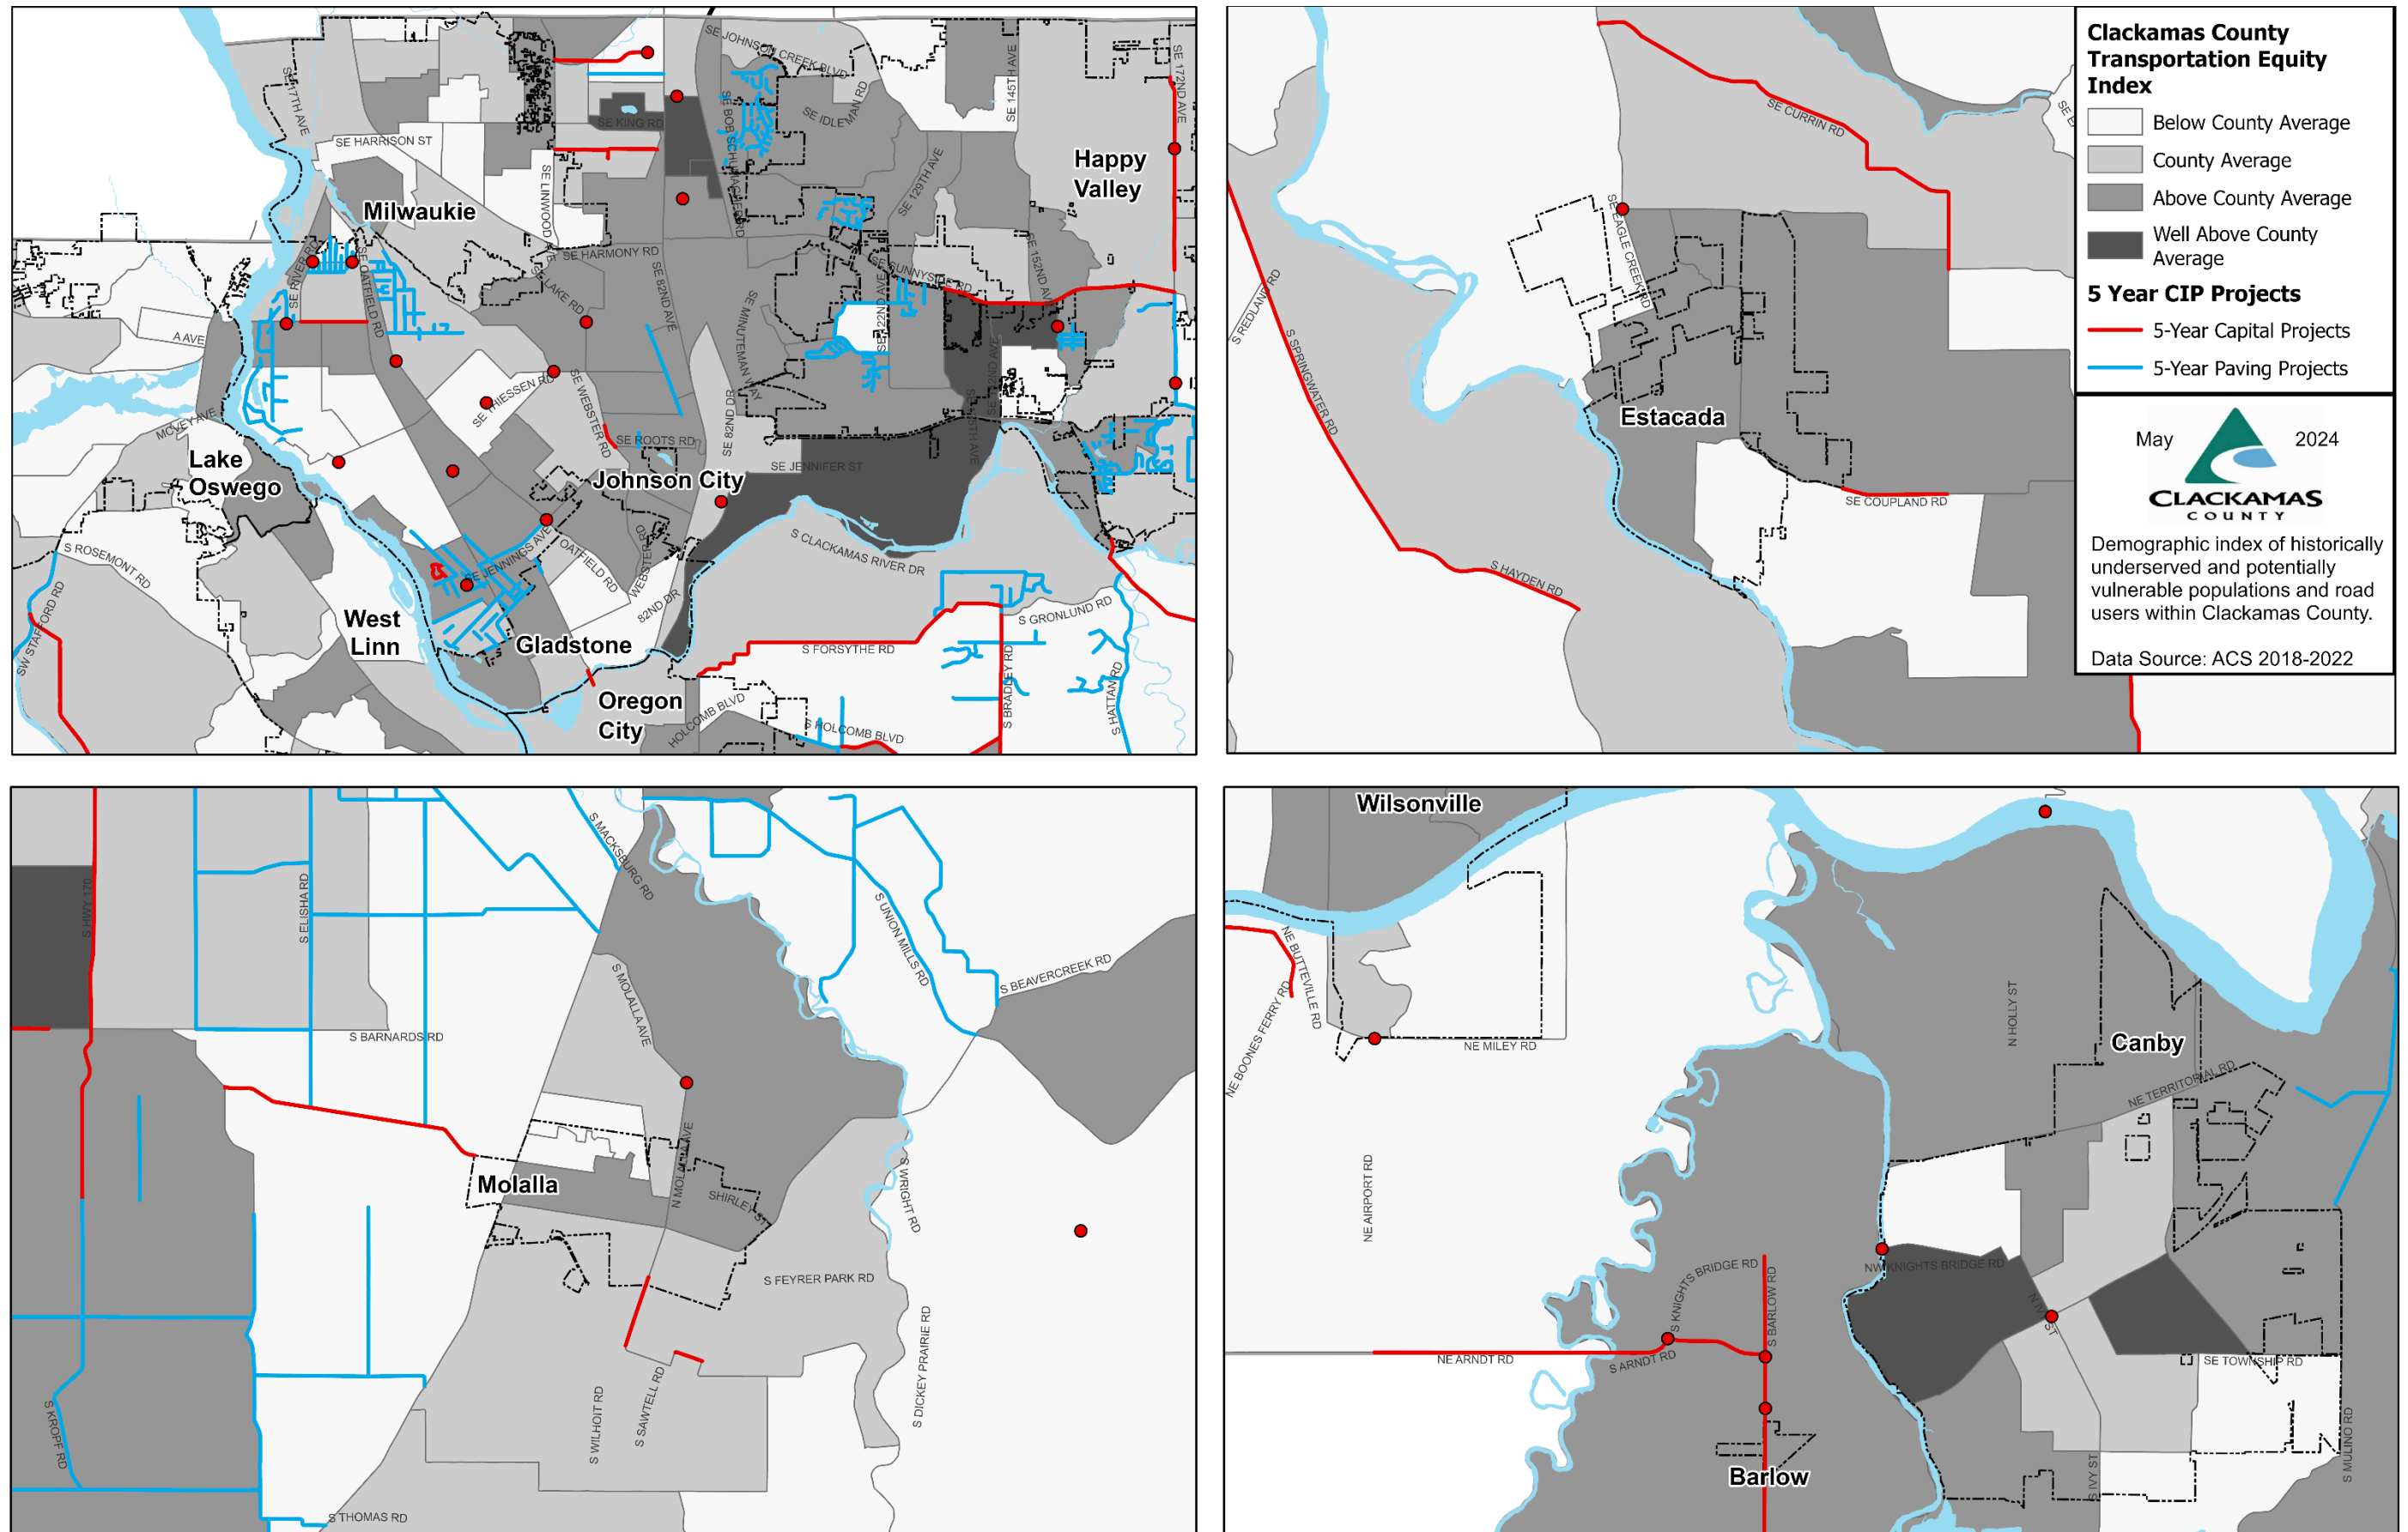 SE JOHNSON CREEK BLVD
SE 17TH AVE
SE 145TH AVE
SE 172ND AVE
SE KING RD
SE BOB SCHUMACHER RD
SE IDLEMAN RD
SE HARRISON ST
SE LINWOOD AVE
SE 129TH AVE
Happy
Valley
Milwaukie
SE RIVER RD
SE OATFIELD RD
SE HARMONY RD
SE LAKE RD
SE 82ND AVE
SE SUNNYSIDE RD
SE 152ND AVE
SE 122ND AVE
SE MINUTEMAN WAY
A AVE
SE THIESSEN RD
SE WEBSTER RD
SE 82ND DR
MCVEY AVE
SE ROOTS RD
Lake
Oswego
Johnson City
SE JENNIFER ST
S ROSEMONT RD
SE JENNINGS AVE
OATFIELD RD
WEBSTER RD
S CLACKAMAS RIVER DR
SW STAFFORD RD
West
Linn
82ND DR
Gladstone
S GRONLUND RD
S FORSYTHE RD
S BRADLEY RD
S HATTAN RD
Oregon
City
HOLCOMB BLVD
S HOLCOMB BLVD
SE CURRIN RD
SE EAGLE CREEK RD
S REDLAND RD
S SPRINGWATER RD
Estacada
SE COUPLAND RD
S HAYDEN RD
Clackamas County
Transportation Equity
Index
Below County Average
County Average
Above County Average
Well Above County
Average
5 Year CIP Projects
5-Year Capital Projects
5-Year Paving Projects
May
2024
CLACKAMAS
COUNTY
Demographic index of historically
underserved and potentially
vulnerable populations and road
users within Clackamas County.
Data Source: ACS 2018-2022
S HWY 170
S ELISHA RD
S MACKSBURG RD
S UNION MILLS RD
S BEAVERCREEK RD
S MOLALLA AVE
S BARNARDS RD
Molalla
N MOLALLA AVE
SHIRLEY ST
S WRIGHT RD
S FEYRER PARK RD
S DICKEY PRAIRIE RD
S KROPF RD
S WILHOIT RD
S SAWTELL RD
S THOMAS RD
Wilsonville
NE BUTTEVILLE RD
NE BOONES FERRY RD
NE MILEY RD
N HOLLY ST
Canby
NE TERRITORIAL RD
NE AIRPORT RD
S KNIGHTS BRIDGE RD
S BARLOW RD
NW KNIGHTS BRIDGE RD
N IVY ST
NE ARNDT RD
S ARNDT RD
SE TOWNSHIP RD
Barlow
S IVY ST
S MULINO RD